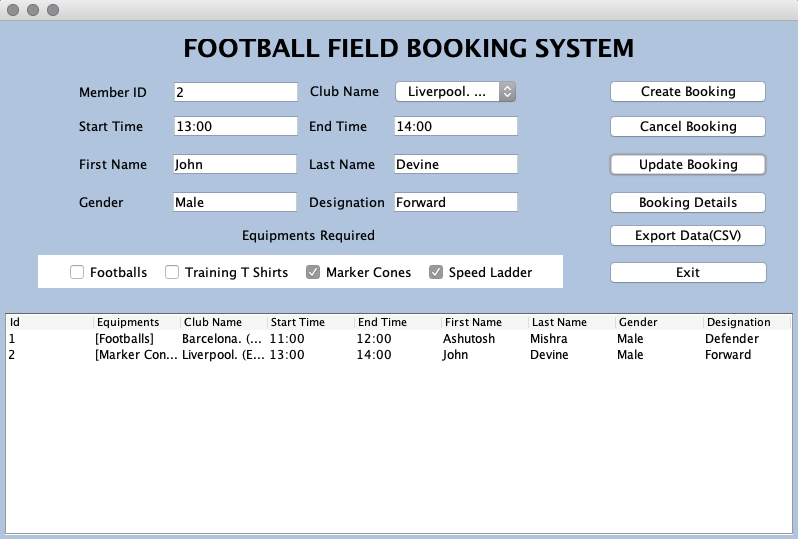 FOOTBALL FIELD BOOKING SYSTEM
Member ID 2 Club Name Liverpool. ... Create Booking
Start Time 13:00 End Time 14:00 Cancel Booking
First Name John Last Name Devine Update Booking
Gender Male Designation Forward Booking Details
Equipments Required Export Data(CSV)
Footballs Training T Shirts Marker Cones Speed Ladder Exit
Id Equipments Club Name Start Time End Time First Name Last Name Gender Designation
1 [Footballs] Barcelona. (... 11:00 12:00 Ashutosh Mishra Male Defender
2 [Marker Con... Liverpool. (E... 13:00 14:00 John Devine Male Forward